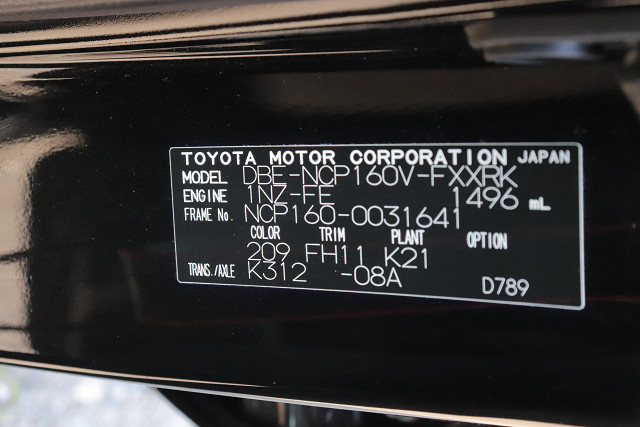 TOYOTA MOTOR CORPORATION JAPAN
MODEL DBE-NCP160V-FXXRK
ENGINE 1NZ-FE 1496 mL
FRAME No. NCP160-0031641
COLOR TRIM PLANT OPTION
209 FH11 K21
TRANS./AXLE K312 -08A
D789